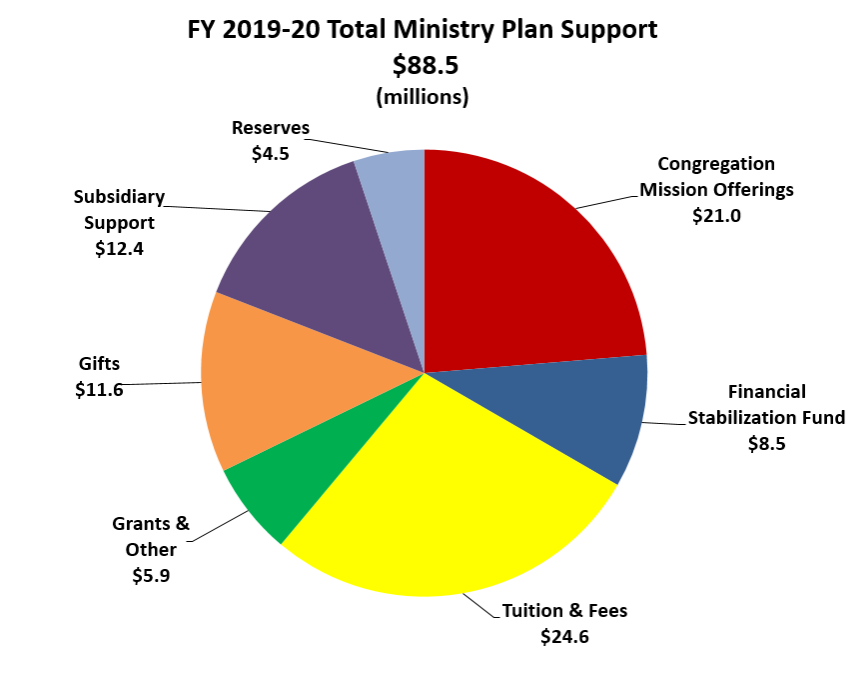 FY 2019-20 Total Ministry Plan Support
$88.5
(millions)
Reserves
$4.5
Congregation
Mission Offerings
$21.0
Subsidiary
Support
$12.4
Gifts
$11.6
Financial
Stabilization Fund
$8.5
Grants &
Other
$5.9
Tuition & Fees
$24.6